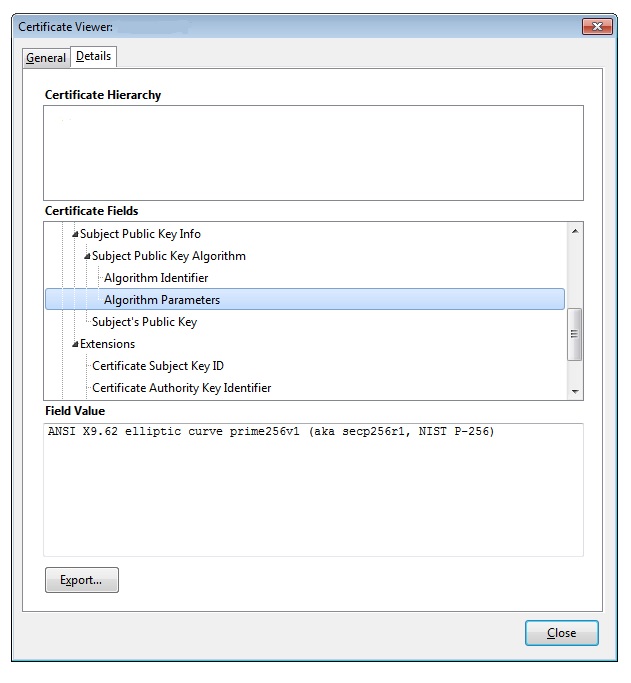 Certificate Viewer:
General
Details
Certificate Hierarchy
Certificate Fields
Subject Public Key Info
Subject Public Key Algorithm
Algorithm Identifier
Algorithm Parameters
Subject's Public Key
Extensions
Certificate Subject Key ID
Certificate Authority Key Identifier
Field Value
ANSI X9.62 elliptic curve prime256v1 (aka secp256r1, NIST P-256)
Export...
Close